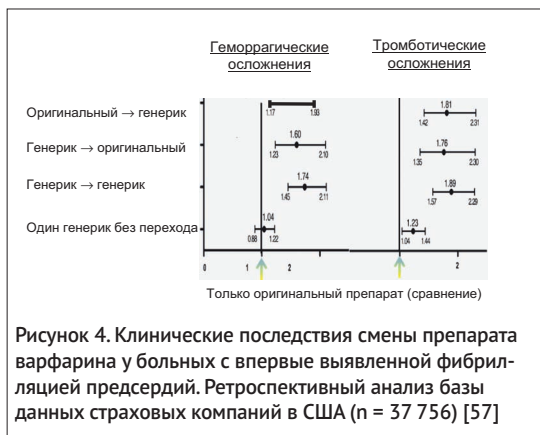 Геморрагические Тромботические
осложнения осложнения
Оригинальный → генерик 1.17 1.93 1.81 1.42 2.31
Генерик → оригинальный 1.60 1.23 2.10 1.76 1.35 2.30
Генерик → генерик 1.74 1.45 2.11 1.89 1.57 2.29
Один генерик без перехода 1.04 0.88 1.22 1.23 1.04 1.44
0 1 2 2
Только оригинальный препарат (сравнение)
Рисунок 4. Клинические последствия смены препарата
варфарина у больных с впервые выявленной фибрил-
ляцией предсердий. Ретроспективный анализ базы
данных страховых компаний в США (n = 37 756) [57]